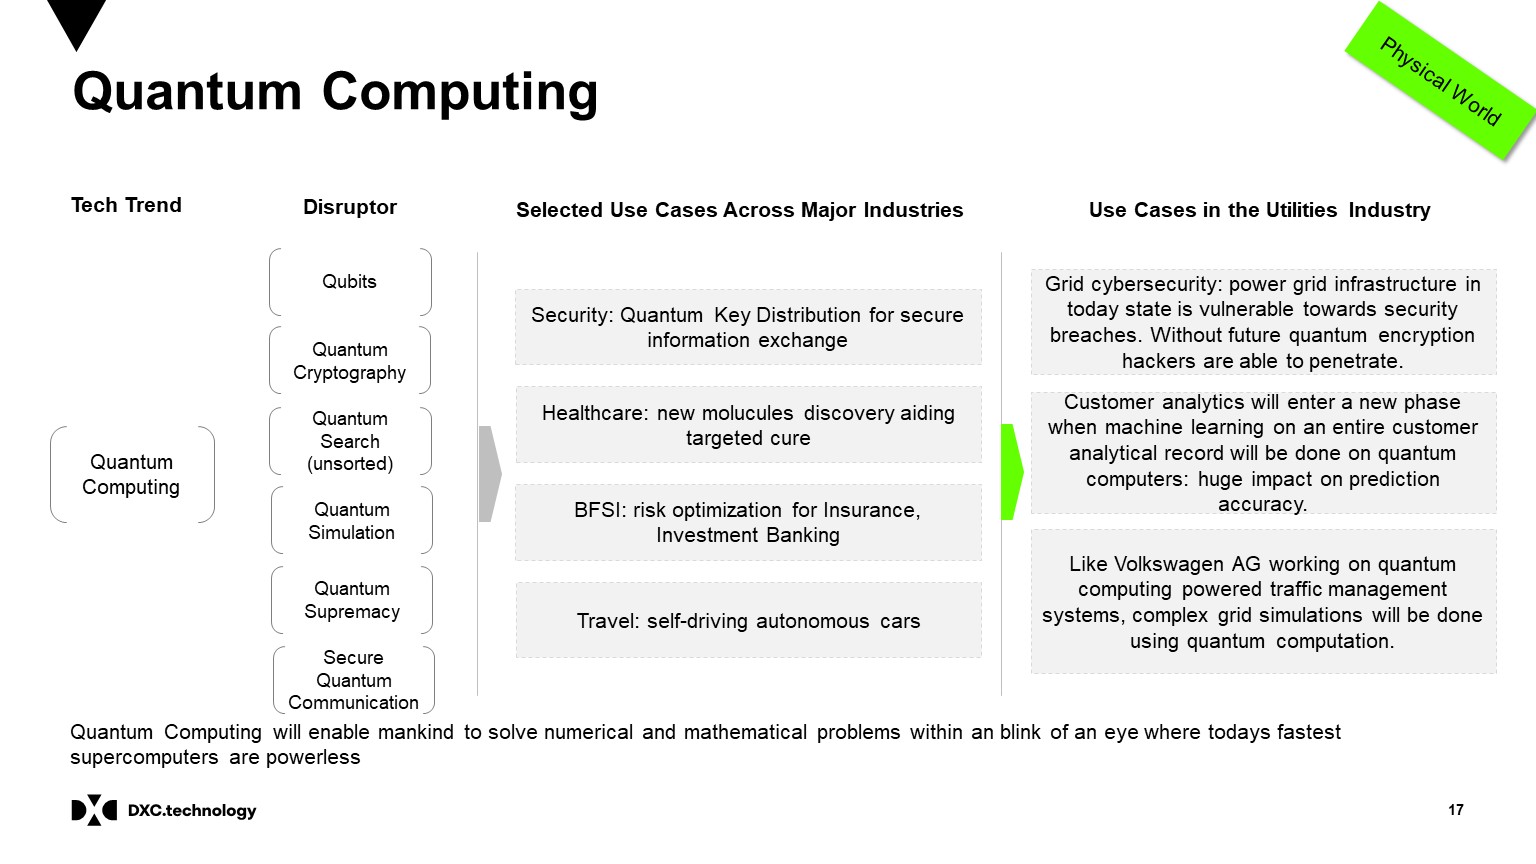 Quantum Computing
Physical World
Tech Trend
Disruptor
Selected Use Cases Across Major Industries
Use Cases in the Utilities Industry
Quantum
Computing
Qubits
Quantum
Cryptography
Quantum
Search
(unsorted)
Quantum
Simulation
Quantum
Supremacy
Secure
Quantum
Communication
Security: Quantum Key Distribution for secure
information exchange
Healthcare: new molucules discovery aiding
targeted cure
BFSI: risk optimization for Insurance,
Investment Banking
Travel: self-driving autonomous cars
Grid cybersecurity: power grid infrastructure in
today state is vulnerable towards security
breaches. Without future quantum encryption
hackers are able to penetrate.
Customer analytics will enter a new phase
when machine learning on an entire customer
analytical record will be done on quantum
computers: huge impact on prediction
accuracy.
Like Volkswagen AG working on quantum
computing powered traffic management
systems, complex grid simulations will be done
using quantum computation.
Quantum Computing will enable mankind to solve numerical and mathematical problems within an blink of an eye where todays fastest
supercomputers are powerless
DXC.technology
17